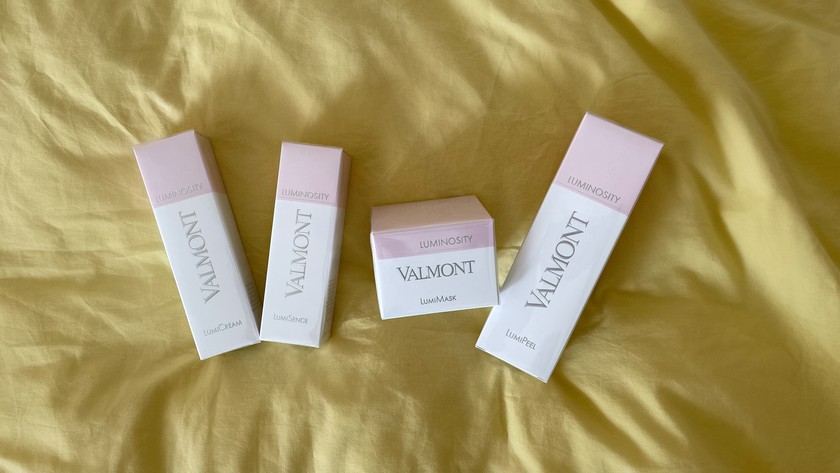 LUMINOSITY
VALMONT
LUMICREAM
LUMINOSITY
VALMONT
LUMISENCE
LUMINOSITY
VALMONT
LUMIMASK
LUMINOSITY
VALMONT
LUMIPEEL